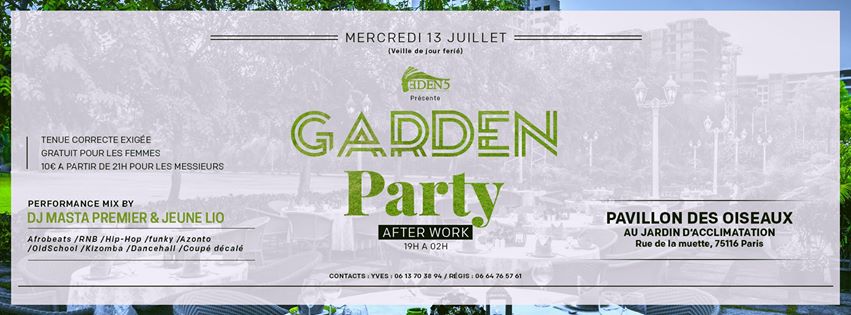 MERCREDI 13 JUILLET
(Veille de jour ferié)
EDEN5
Présente
GARDEN
Party
AFTER WORK
19H A 02H
TENUE CORRECTE EXIGÉE
GRATUIT POUR LES FEMMES
10€ A PARTIR DE 21H POUR LES MESSIEURS
PERFORMANCE MIX BY
DJ MASTA PREMIER & JEUNE LIO
Afrobeats /RNB /Hip-Hop /funky /Azonto
/OldSchool /Kizomba /Dancehall /Coupé décalé
PAVILLON DES OISEAUX
AU JARDIN D'ACCLIMATATION
Rue de la muette, 75116 Paris
CONTACTS : YVES : 06 13 70 38 94 / RÉGIS : 06 64 76 57 61